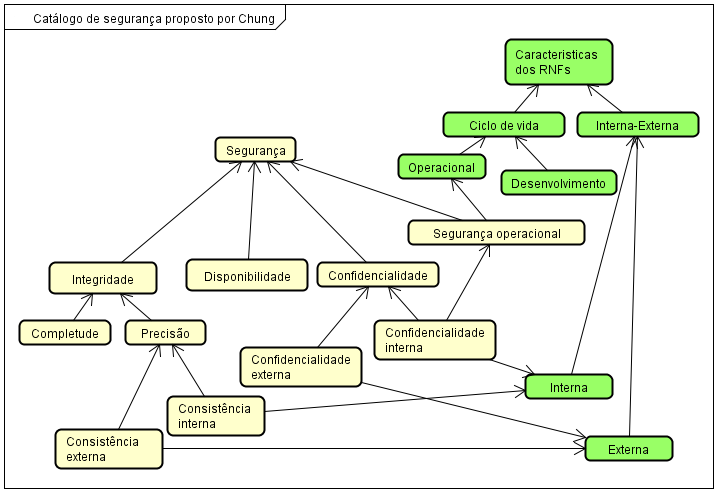 Catálogo de segurança proposto por Chung
Caracteristicas
dos RNFs
Ciclo de vida
Interna-Externa
Segurança
Operacional
Desenvolvimento
Segurança operacional
Integridade
Disponibilidade
Confidencialidade
Completude
Precisão
Confidencialidade
interna
Confidencialidade
externa
Interna
Consistência
interna
Consistência
externa
Externa